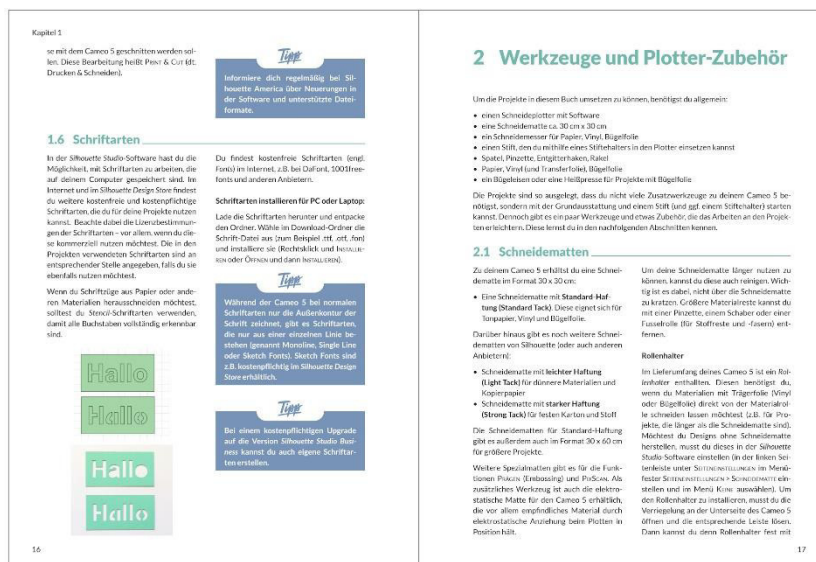 Kapitel 1
se mit dem Cameo 5 geschnitten werden sol-
len. Diese Bearbeitung heißt PRINT & CUT (dt.
Drucken & Schneiden).
Tipp
Informiere dich regelmäßig bei Sil-
houette America über Neuerungen in
der Software und unterstützte Datei-
formate.
1.6 Schriftarten
In der Silhouette Studio-Software hast du die
Möglichkeit, mit Schriftarten zu arbeiten, die
auf deinem Computer gespeichert sind. Im
Internet und im Silhouette Design Store findest
du weitere kostenfreie und kostenpflichtige
Schriftarten, die du für deine Projekte nutzen
kannst. Beachte dabei die Lizenzbestimmun-
gen der Schriftarten – vor allem, wenn du die-
se kommerziell nutzen möchtest. Die in den
Projekten verwendeten Schriftarten sind an
entsprechender Stelle angegeben, falls du sie
ebenfalls nutzen möchtest.
Wenn du Schriftzüge aus Papier oder ande-
ren Materialien herausschneiden möchtest,
solltest du Stencil-Schriftarten verwenden,
damit alle Buchstaben vollständig erkennbar
sind.
Hallo
Hallo
Hallo
Hallo
Du findest kostenfreie Schriftarten (engl.
Fonts) im Internet, z.B. bei DaFont, 1001free-
fonts und anderen Anbietern.
Schriftarten installieren für PC oder Laptop:
Lade die Schriftarten herunter und entpacke
den Ordner. Wähle im Download-Ordner die
Schrift-Datei aus (zum Beispiel .ttf, .otf, .fon)
und installiere sie (Rechtsklick und INSTALLIE-
REN oder ÖFFNEN und dann INSTALLIEREN).
Tipp
Während der Cameo 5 bei normalen
Schriftarten nur die Außenkontur der
Schrift zeichnet, gibt es Schriftarten,
die nur aus einer einzelnen Linie be-
stehen (genannt Monoline, Single Line
oder Sketch Fonts). Sketch Fonts sind
z.B. kostenpflichtig im Silhouette Design
Store erhältlich.
Tipp
Bei einem kostenpflichtigen Upgrade
auf die Version Silhouette Studio Busi-
ness kannst du auch eigene Schriftar-
ten erstellen.
16
2 Werkzeuge und Plotter-Zubehör
Um die Projekte in diesem Buch umsetzen zu können, benötigst du allgemein:
• einen Schneideplotter mit Software
• eine Schneidematte ca. 30 cm x 30 cm
• ein Schneidemesser für Papier, Vinyl, Bügelfolie
• einen Stift, den du mithilfe eines Stiftehalters in den Plotter einsetzen kannst
• Spatel, Pinzette, Entgitterhaken, Rakel
• Papier, Vinyl (und Transferfolie), Bügelfolie
• ein Bügeleisen oder eine Heißpresse für Projekte mit Bügelfolie
Die Projekte sind so ausgelegt, dass du nicht viele Zusatzwerkzeuge zu deinem Cameo 5 be-
nötigst, sondern mit der Grundausstattung und einem Stift (und ggf. einem Stiftehalter) starten
kannst. Dennoch gibt es ein paar Werkzeuge und etwas Zubehör, die das Arbeiten an den Projek-
ten erleichtern. Diese lernst du in den nachfolgenden Abschnitten kennen.
2.1 Schneidematten
Zu deinem Cameo 5 erhältst du eine Schnei-
dematte im Format 30 x 30 cm:
• Eine Schneidematte mit Standard-Haf-
tung (Standard Tack). Diese eignet sich für
Tonpapier, Vinyl und Bügelfolie.
Darüber hinaus gibt es noch weitere Schnei-
dematten von Silhouette (oder auch anderen
Anbietern):
• Schneidematte mit leichter Haftung
(Light Tack) für dünnere Materialien und
Kopierpapier
• Schneidematte mit starker Haftung
(Strong Tack) für festen Karton und Stoff
Die Schneidematten für Standard-Haftung
gibt es außerdem auch im Format 30 x 60 cm
für größere Projekte.
Weitere Spezialmatten gibt es für die Funk-
tionen PRÄGEN (Embossing) und PIXSCAN. Als
zusätzliches Werkzeug ist auch die elektro-
statische Matte für den Cameo 5 erhältlich,
die vor allem empfindliches Material durch
elektrostatische Anziehung beim Plotten in
Position hält.
Um deine Schneidematte länger nutzen zu
können, kannst du diese auch reinigen. Wich-
tig ist es dabei, nicht über die Schneidematte
zu kratzen. Größere Materialreste kannst du
mit einer Pinzette, einem Schaber oder einer
Fusselrolle (für Stoffreste und -fasern) ent-
fernen.
Rollenhalter
Im Lieferumfang deines Cameo 5 ist ein Rol-
lenhalter enthalten. Diesen benötigst du,
wenn du Materialien mit Trägerfolie (Vinyl
oder Bügelfolie) direkt von der Materialrol-
le schneiden lassen möchtest (z.B. für Pro-
jekte, die länger als die Schneidematte sind).
Möchtest du Designs ohne Schneidematte
herstellen, musst du dieses in der Silhouette
Studio-Software einstellen (in der linken Sei-
tenleiste unter SEITENEINSTELLUNGEN im Menü-
fester SEITENEINSTELLUNGEN > SCHNEIDEMATTE ein-
stellen und im Menü KEINE auswählen). Um
den Rollenhalter zu installieren, musst du die
Verriegelung an der Unterseite des Cameo 5
öffnen und die entsprechende Leiste lösen.
Dann kannst du denn Rollenhalter fest mit
17